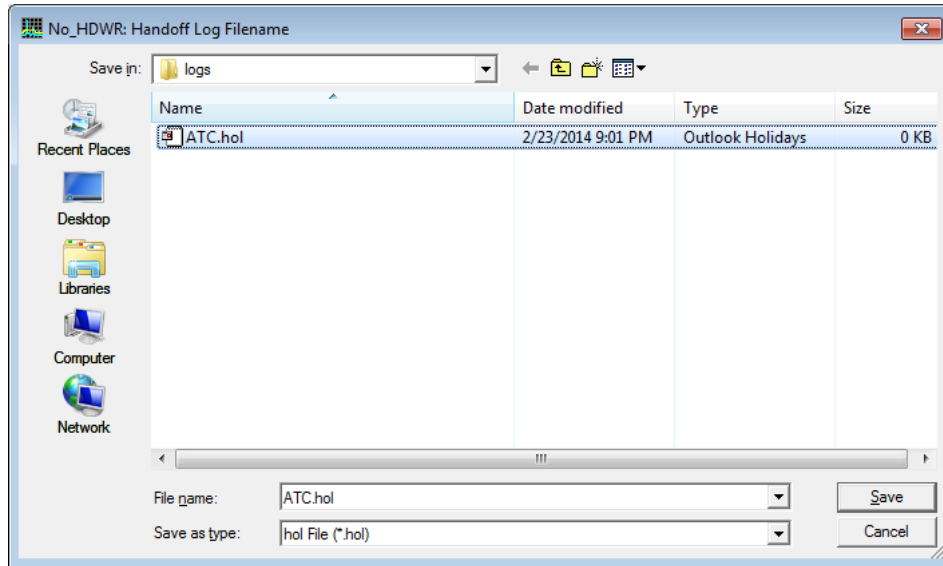 No_HDWR: Handoff Log Filename
Save in: logs
Name Date modified Type Size
ATC.hol 2/23/2014 9:01 PM Outlook Holidays 0 KB
Recent Places
Desktop
Libraries
Computer
Network
File name: ATC.hol Save
Save as type: hol File (*.hol) Cancel